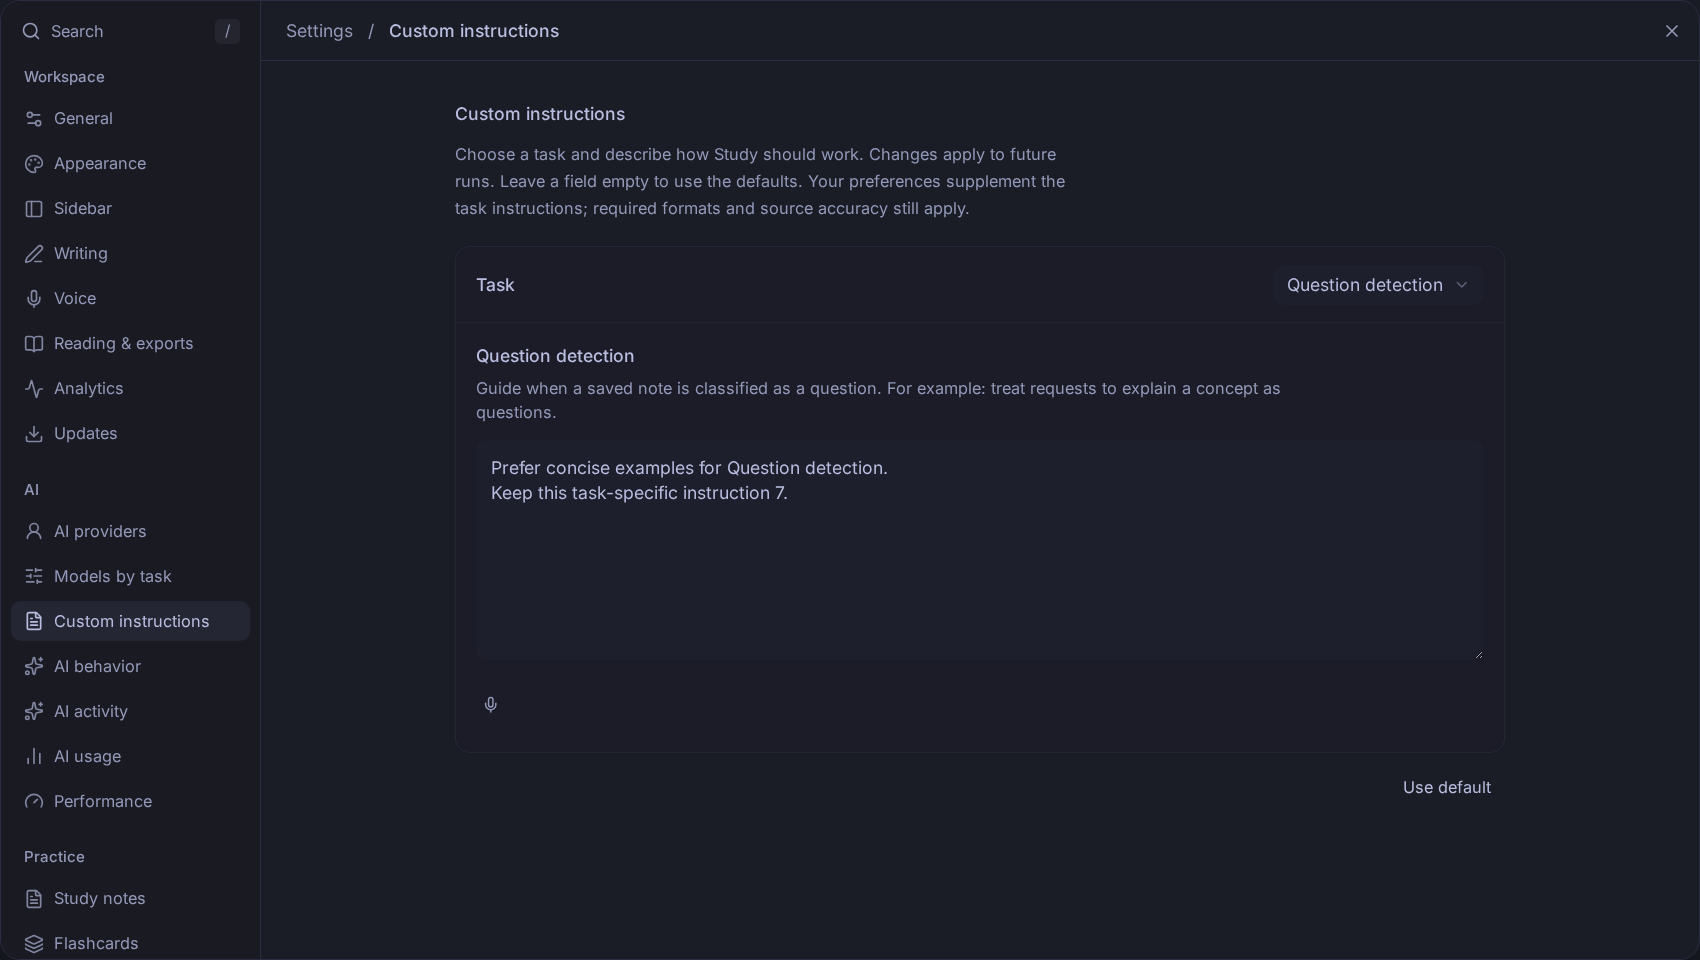 Search
/
Workspace
General
Appearance
Sidebar
Writing
Voice
Reading & exports
Analytics
Updates
AI
AI providers
Models by task
Custom instructions
AI behavior
AI activity
AI usage
Performance
Practice
Study notes
Flashcards
Settings / Custom instructions
Custom instructions
Choose a task and describe how Study should work. Changes apply to future
runs. Leave a field empty to use the defaults. Your preferences supplement the
task instructions; required formats and source accuracy still apply.
Task
Question detection
Question detection
Guide when a saved note is classified as a question. For example: treat requests to explain a concept as
questions.
Prefer concise examples for Question detection.
Keep this task-specific instruction 7.
Use default